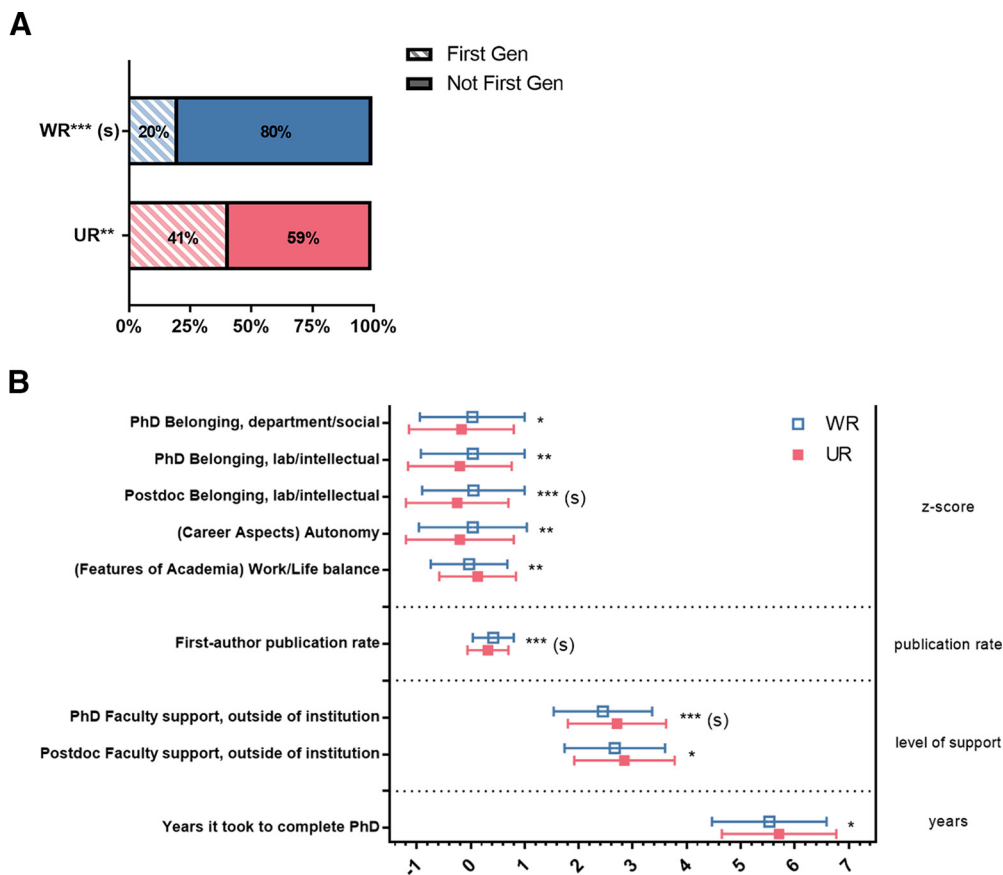 A
First Gen
Not First Gen
WR*** (s)
20%
80%
UR**
41%
59%
0%
25%
50%
75%
100%
B
WR
UR
PhD Belonging, department/social
*
PhD Belonging, lab/intellectual
**
Postdoc Belonging, lab/intellectual
*** (s)
z-score
(Career Aspects) Autonomy
**
(Features of Academia) Work/Life balance
**
First-author publication rate
*** (s)
publication rate
PhD Faculty support, outside of institution
*** (s)
level of support
Postdoc Faculty support, outside of institution
*
Years it took to complete PhD
*
years
-1
0
1
2
3
4
5
6
7